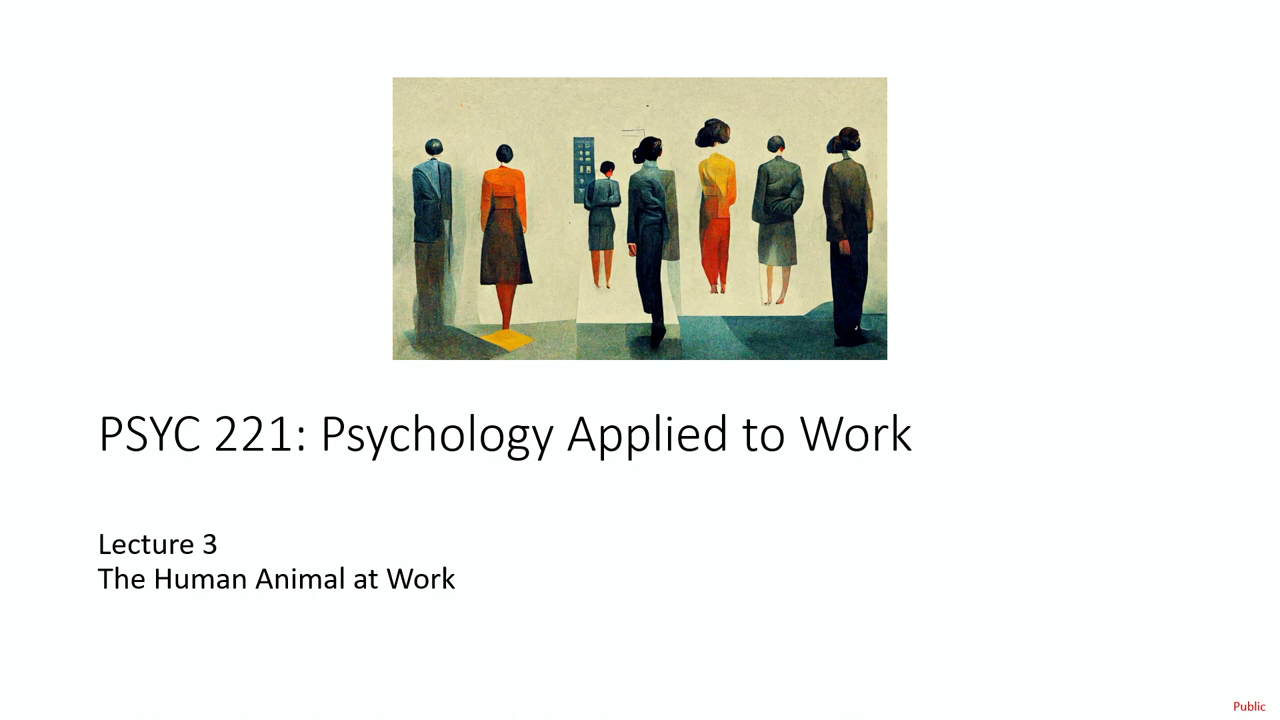 PSYC 221: Psychology Applied to Work
Lecture 3
The Human Animal at Work
Public